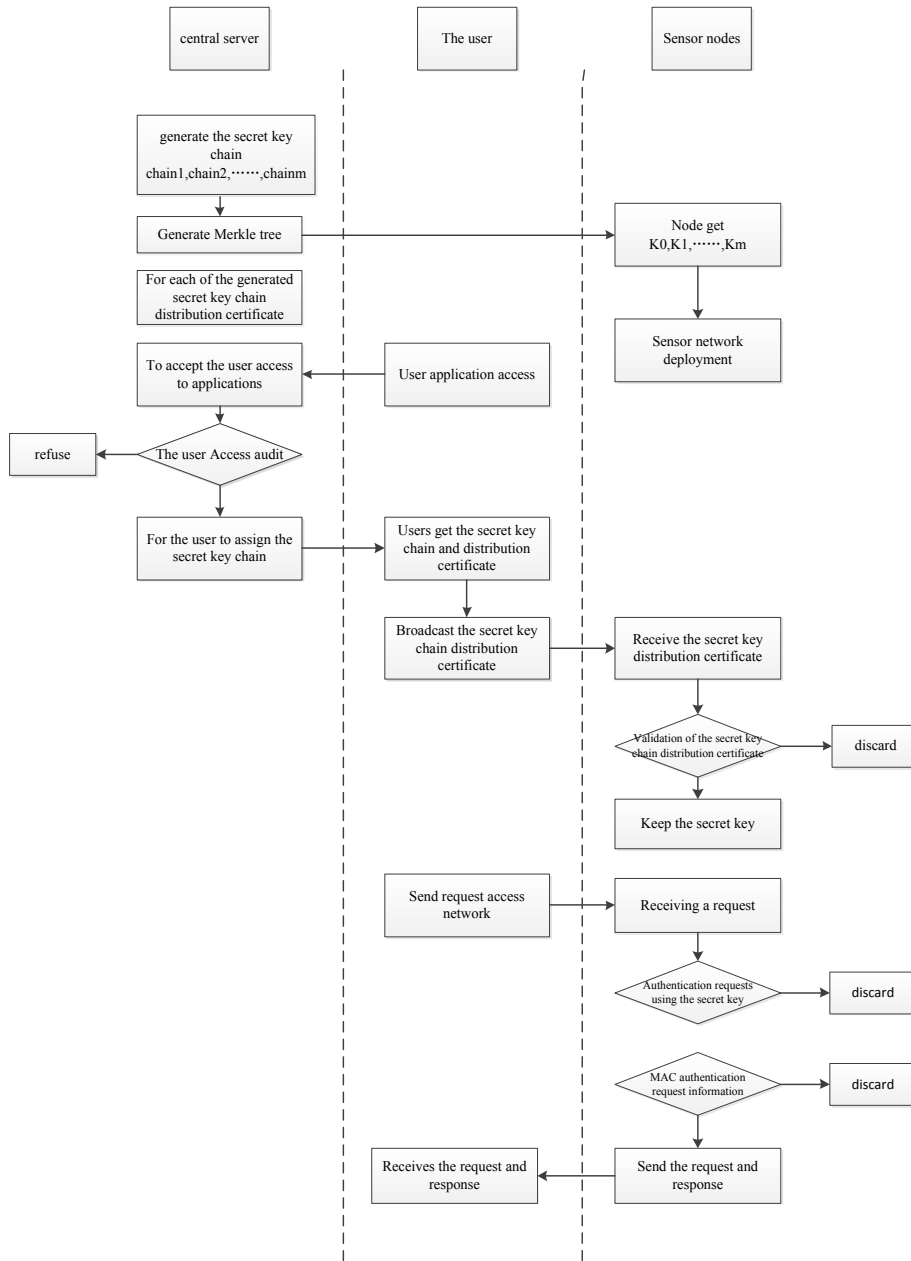 central server
The user
Sensor nodes
generate the secret key
chain
chain1,chain2,……,chainm
Generate Merkle tree
Node get
K0,K1,……,Km
For each of the generated
secret key chain
distribution certificate
Sensor network
deployment
To accept the user access
to applications
User application access
refuse
The user Access audit
For the user to assign the
secret key chain
Users get the secret key
chain and distribution
certificate
Broadcast the secret key
chain distribution
certificate
Receive the secret key
distribution certificate
Validation of the secret key
chain distribution certificate
discard
Keep the secret key
Send request access
network
Receiving a request
Authentication requests
using the secret key
discard
MAC authentication
request information
discard
Receives the request and
response
Send the request and
response